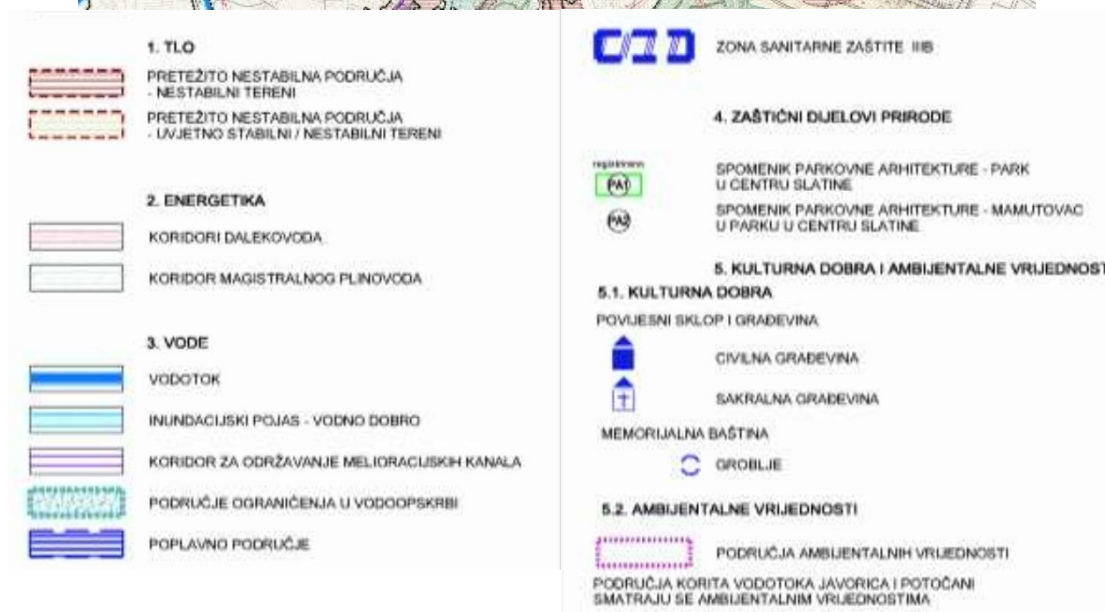 1. TLO
PRETEŽITO NESTABILNA PODRUČJA
- NESTABILNI TERENI
PRETEŽITO NESTABILNA PODRUČJA
- UVJETNO STABILNI / NESTABILNI TERENI
2. ENERGETIKA
KORIDORI DALEKOVODA
KORIDOR MAGISTRALNOG PLINOVODA
3. VODE
VODOTOK
INUNDACIJSKI POJAS - VODNO DOBRO
KORIDOR ZA ODRŽAVANJE MELIORACIJSKIH KANALA
PODRUČJE OGRANIČENJA U VODOOPSKRBI
POPLAVNO PODRUČJE
ZONA SANITARNE ZAŠTITE IIIB
4. ZAŠTIĆNI DIJELOVI PRIRODE
PA1
SPOMENIK PARKOVNE ARHITEKTURE - PARK
U CENTRU SLATINE
PA2
SPOMENIK PARKOVNE ARHITEKTURE - MAMUTOVAC
U PARKU U CENTRU SLATINE
5. KULTURNA DOBRA I AMBIJENTALNE VRIJEDNOST
5.1. KULTURNA DOBRA
POVIJESNI SKLOP I GRAĐEVINA
CIVILNA GRAĐEVINA
SAKRALNA GRAĐEVINA
MEMORIJALNA BAŠTINA
GROBLJE
5.2. AMBIJENTALNE VRIJEDNOSTI
PODRUČJA AMBIJENTALNIH VRIJEDNOSTI
PODRUČJA KORITA VODOTOKA JAVORICA I POTOČANI
SMATRAJU SE AMBIJENTALNIM VRIJEDNOSTIMA